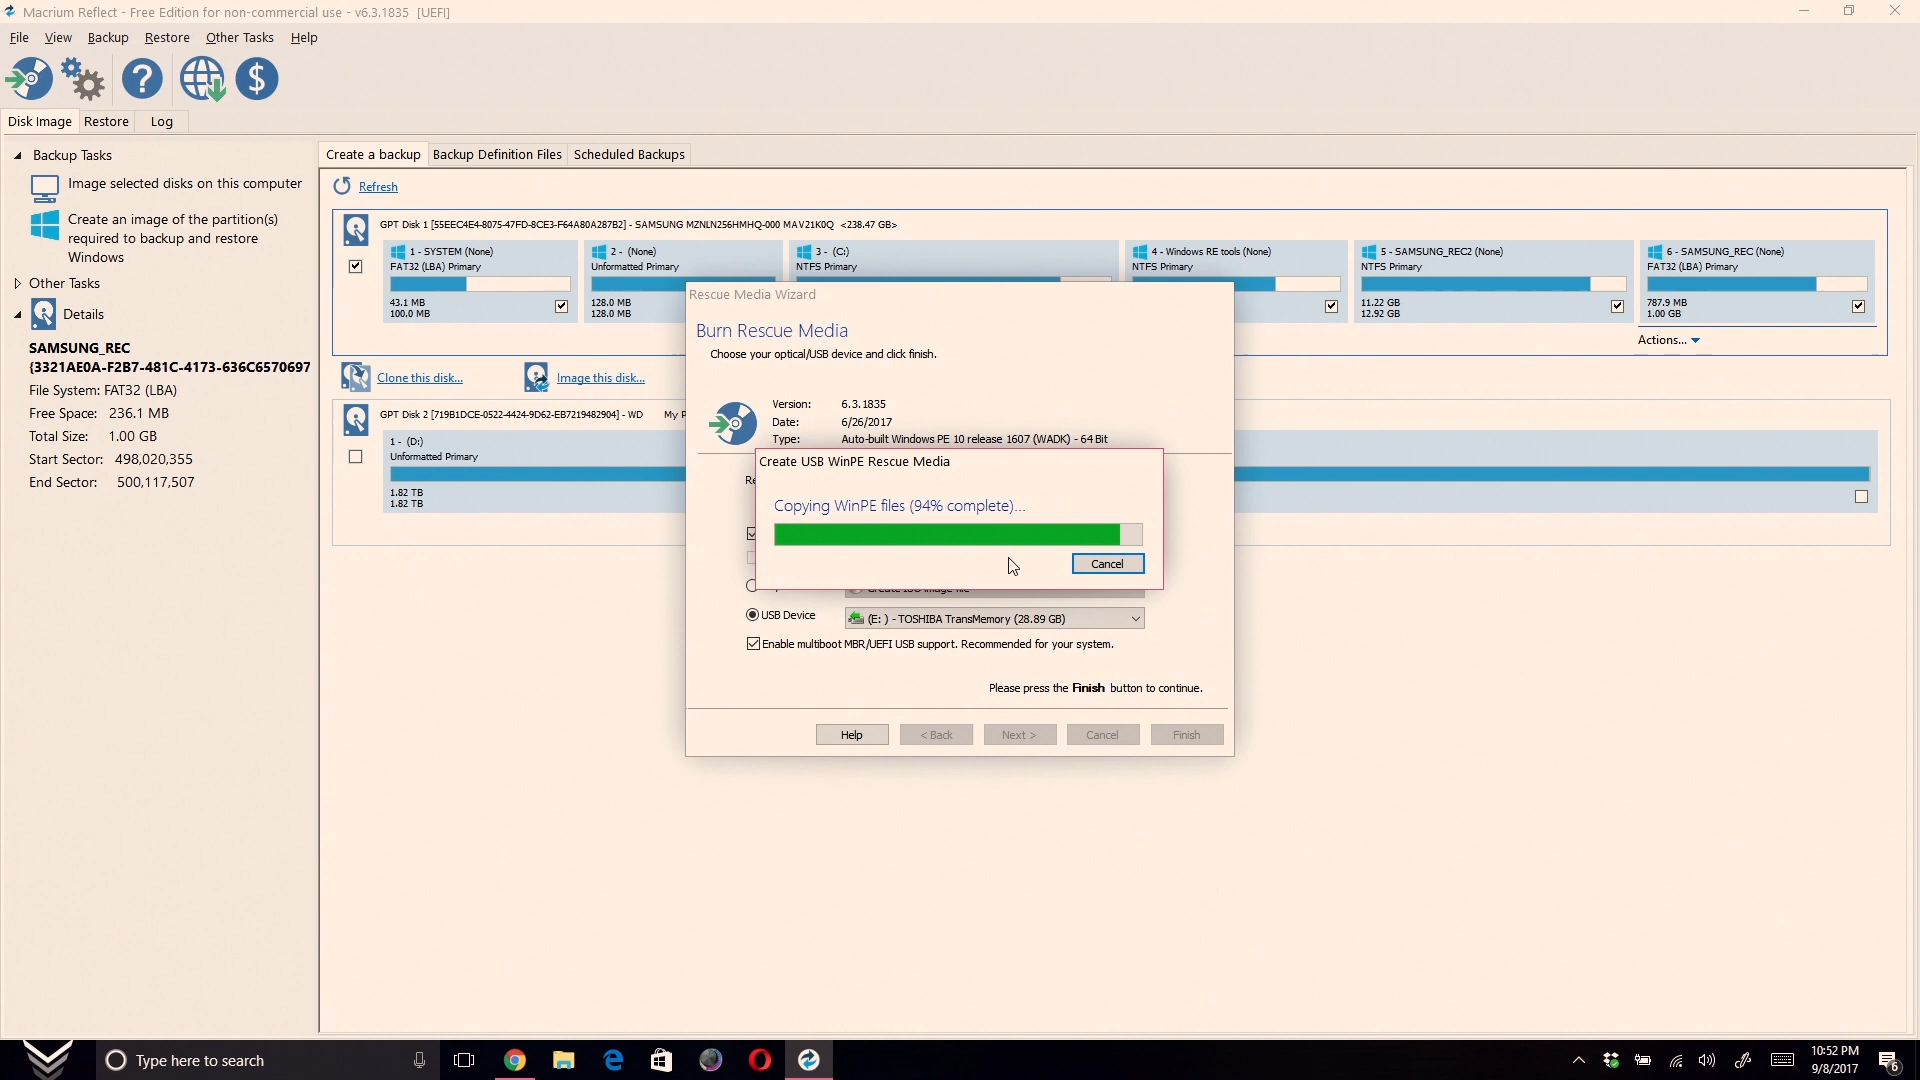 Macrium Reflect - Free Edition for non-commercial use - v6.3.1835 [UEFI]
File View Backup Restore Other Tasks Help
Disk Image Restore Log
Backup Tasks
Image selected disks on this computer
Create an image of the partition(s)
required to backup and restore
Windows
Other Tasks
Details
SAMSUNG_REC
{3321AE0A-F2B7-481C-4173-636C6570697
File System: FAT32 (LBA)
Free Space: 236.1 MB
Total Size: 1.00 GB
Start Sector: 498,020,355
End Sector: 500,117,507
Create a backup Backup Definition Files Scheduled Backups
Refresh
GPT Disk 1 [55EEC4E4-8075-47FD-8CE3-F64A80A287B2] - SAMSUNG MZNLN256HMHQ-000 MAV21K0Q <238.47 GB>
1 - SYSTEM (None)
FAT32 (LBA) Primary
43.1 MB
100.0 MB
2 - (None)
Unformatted Primary
128.0 MB
128.0 MB
3 - (C:)
NTFS Primary
4 - Windows RE tools (None)
NTFS Primary
5 - SAMSUNG_REC2 (None)
NTFS Primary
11.22 GB
12.92 GB
6 - SAMSUNG_REC (None)
FAT32 (LBA) Primary
787.9 MB
1.00 GB
Actions...
Clone this disk... Image this disk...
GPT Disk 2 [719B1DCE-0522-4424-9D62-EB7219482904] - WD My P
1 - (D:)
Unformatted Primary
1.82 TB
1.82 TB
Rescue Media Wizard
Burn Rescue Media
Choose your optical/USB device and click finish.
Version: 6.3.1835
Date: 6/26/2017
Type: Auto-built Windows PE 10 release 1607 (WADK) - 64 Bit
Re
Create USB WinPE Rescue Media
Copying WinPE files (94% complete)...
Cancel
Create ISO image file
USB Device (E: ) - TOSHIBA TransMemory (28.89 GB)
Enable multiboot MBR/UEFI USB support. Recommended for your system.
Please press the Finish button to continue.
Help < Back Next > Cancel Finish
Type here to search
10:52 PM
9/8/2017
6